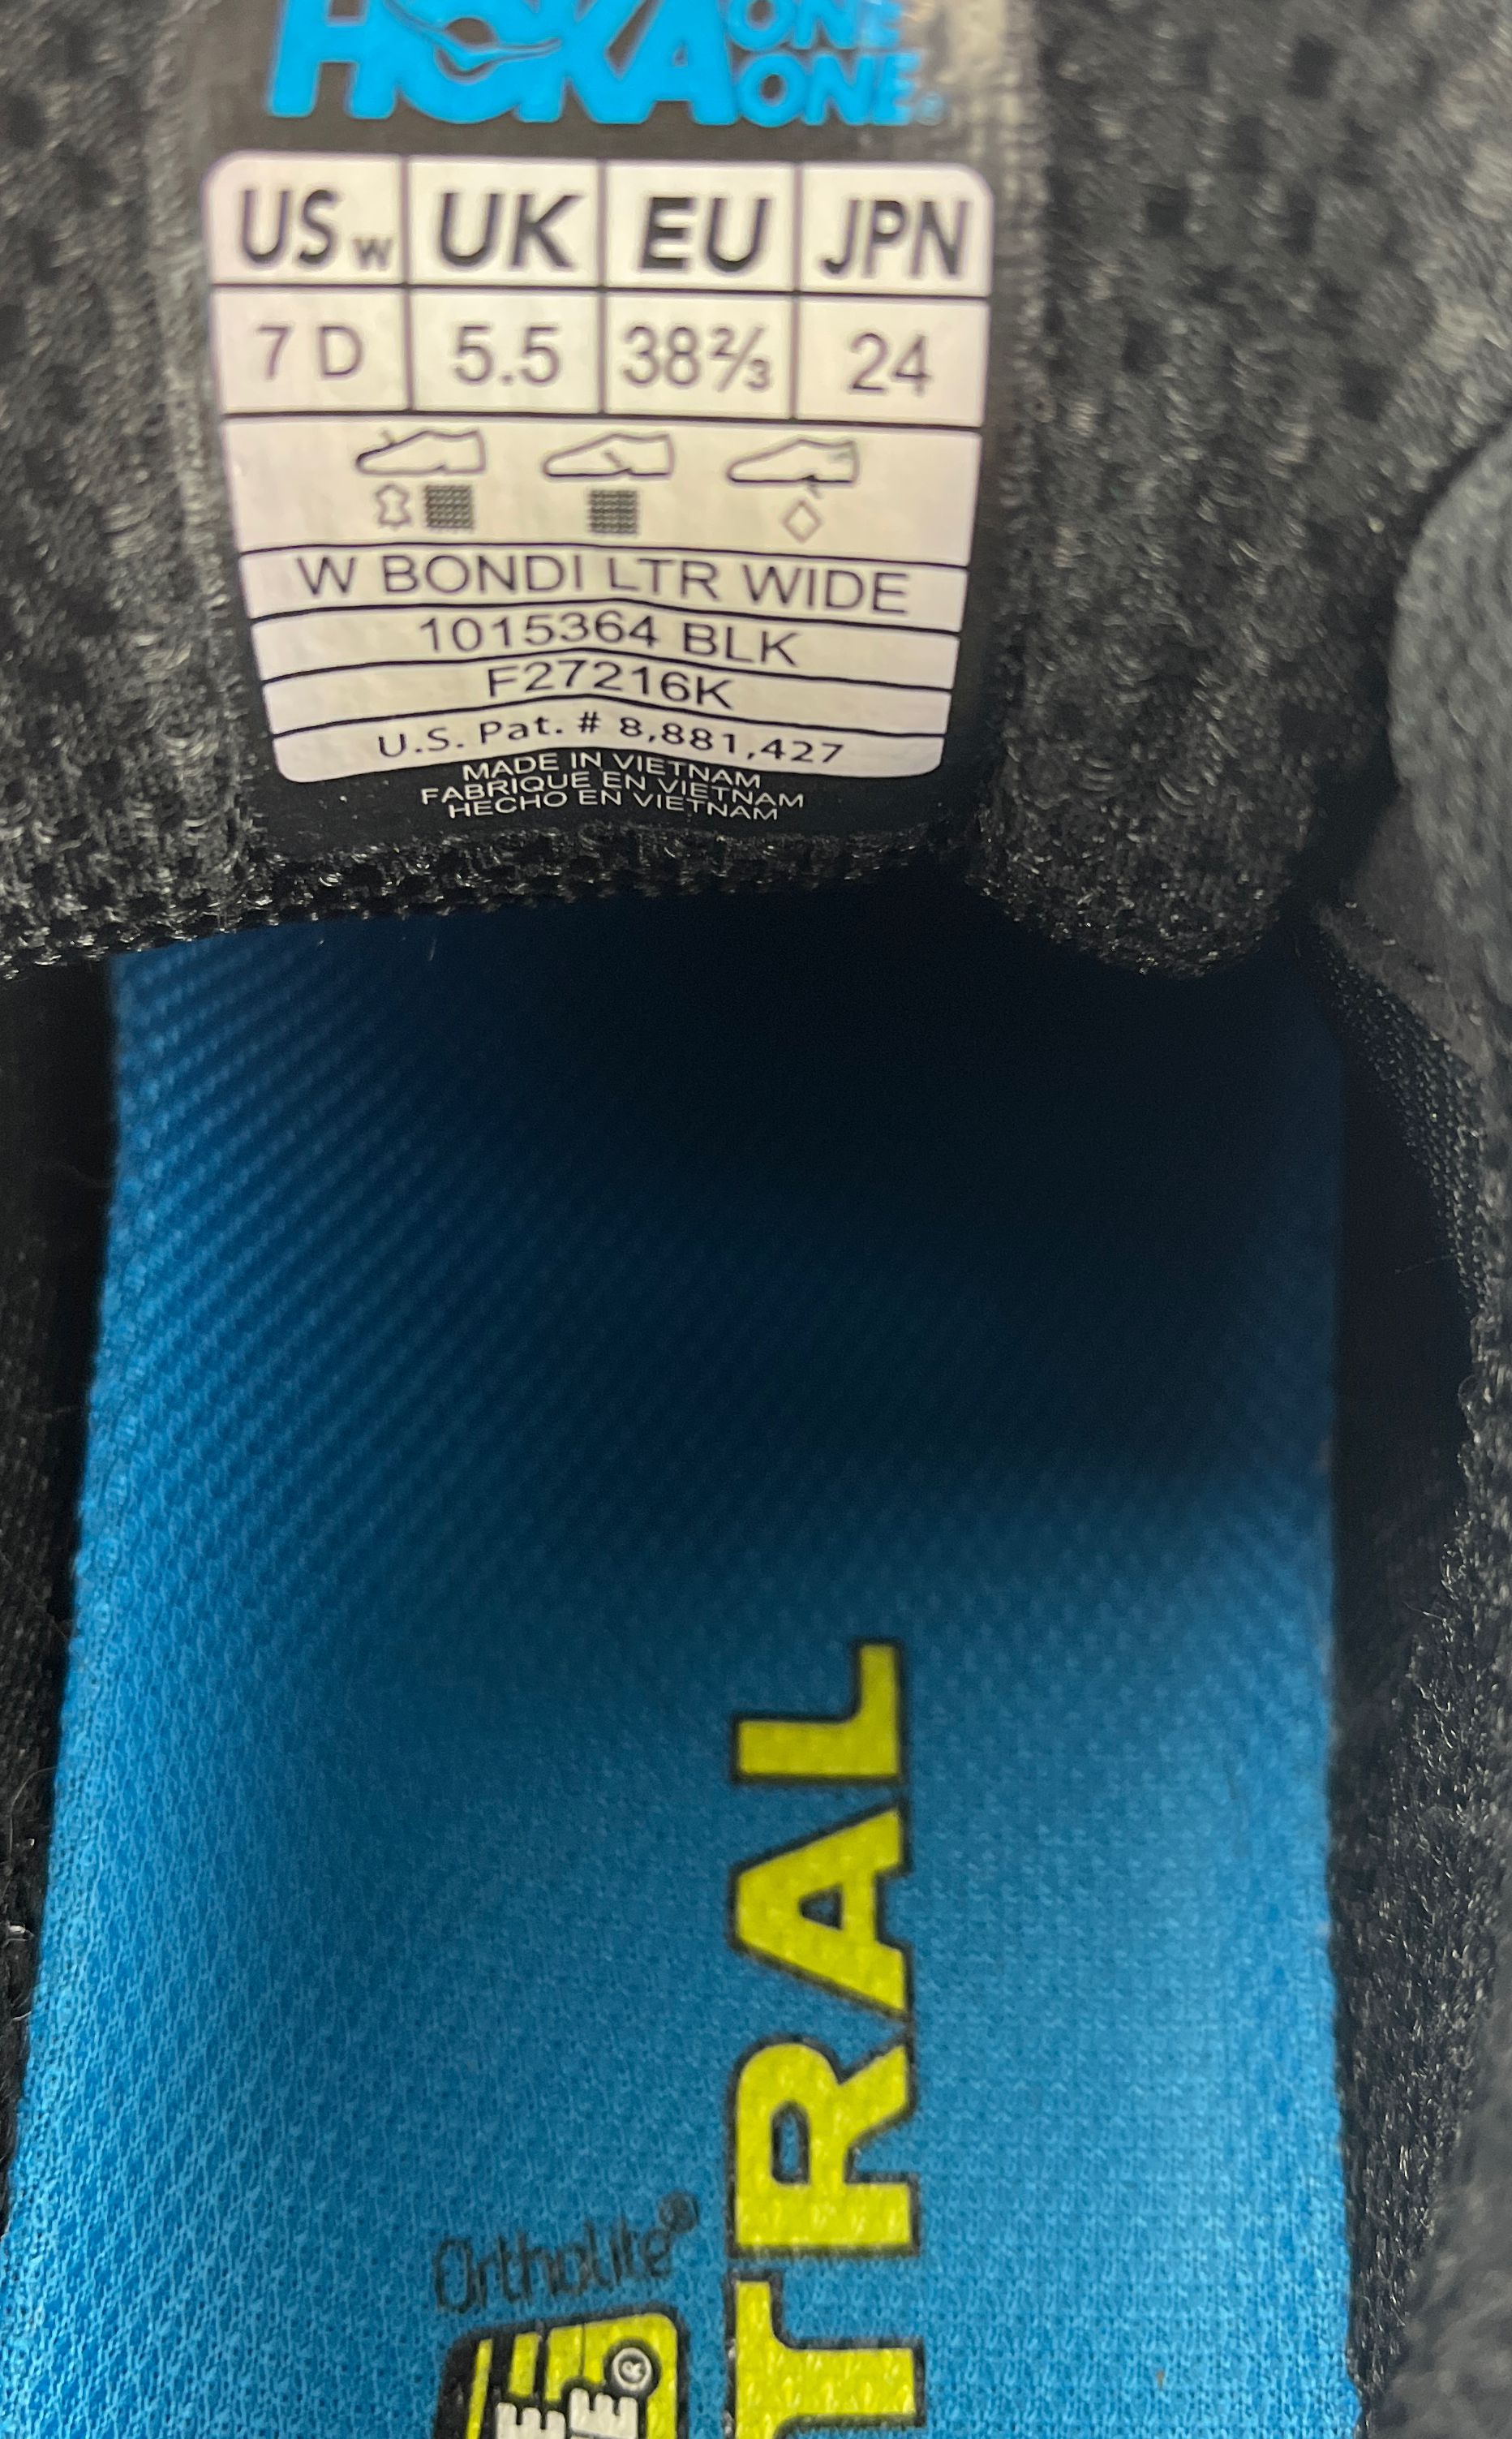 HOKA ONE ONE®
US W UK EU JPN
7 D 5.5 38⅔ 24
W BONDI LTR WIDE
1015364 BLK
F27216K
U.S. Pat. # 8,881,427
MADE IN VIETNAM
FABRIQUE EN VIETNAM
HECHO EN VIETNAM
Ortholite®
TRAL
®